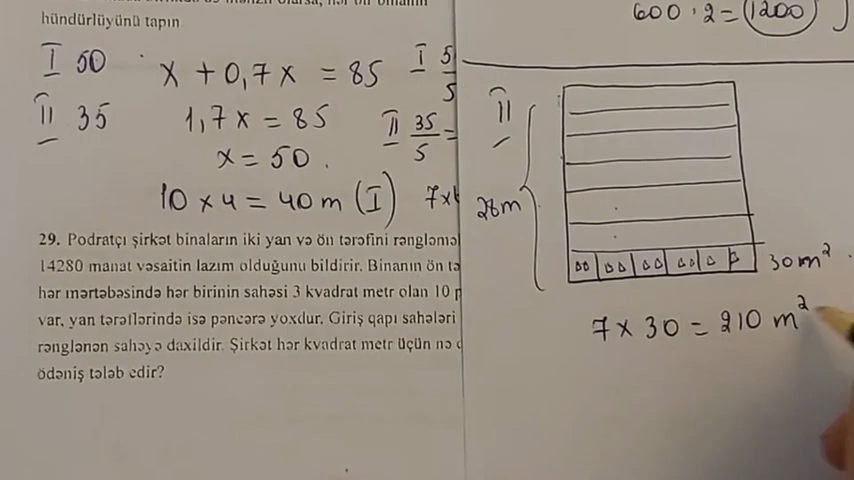 hündürlüyünü tapın
I 50
II 35
x + 0,7x = 85
1,7x = 85
x = 50.
10 x 4 = 40m (I)
I 5/5
II 35/5 =
7x
29. Podratçı şirkət binaların iki yan və ön tərəfini rəngləmə
14280 manat vəsaitin lazım olduğunu bildirir. Binanın ön tə
hər mərtəbəsində hər birinin sahəsi 3 kvadrat metr olan 10 p
var, yan tərəflərində isə pəncərə yoxdur. Giriş qapı sahələri
rənglənən sahəyə daxildir. Şirkət hər kvadrat metr üçün nə
ödəniş tələb edir?
600 · 2 = 1200
II
28m
30m²
7 x 30 = 210 m²